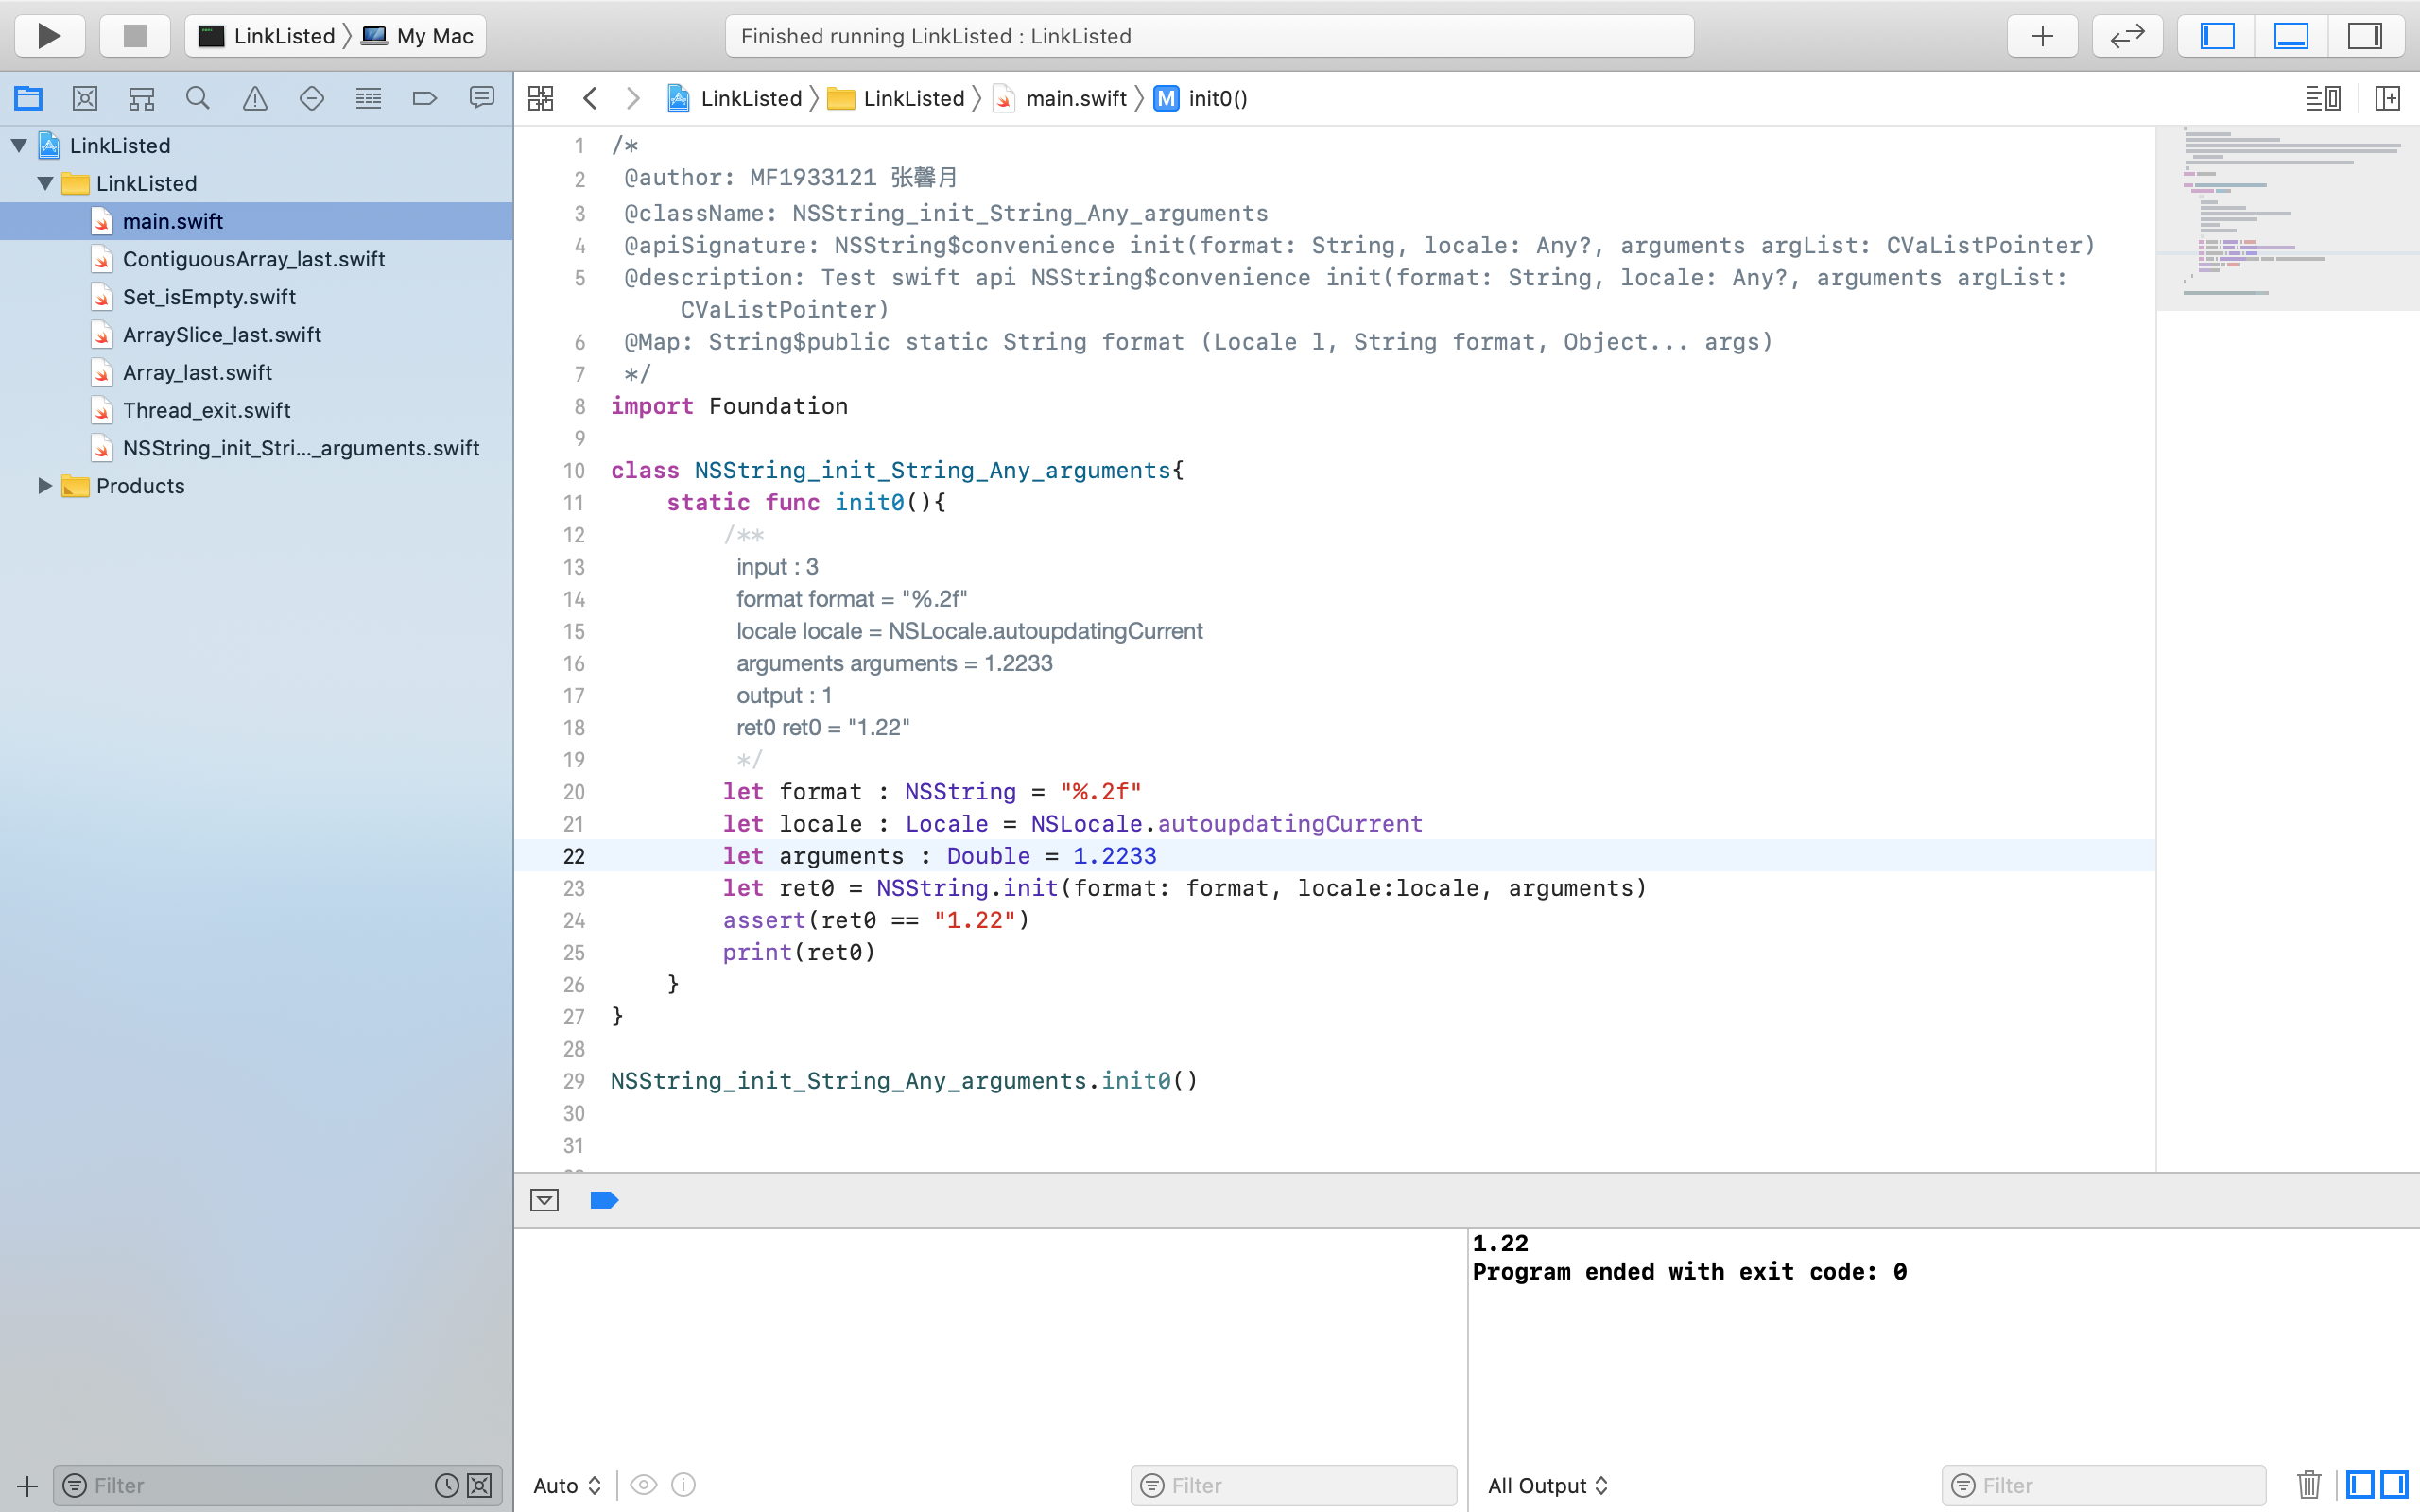 LinkListed 〉 My Mac
Finished running LinkListed : LinkListed
LinkListed 〉 LinkListed 〉 main.swift 〉 M init0()
LinkListed
LinkListed
main.swift
ContiguousArray_last.swift
Set_isEmpty.swift
ArraySlice_last.swift
Array_last.swift
Thread_exit.swift
NSString_init_Stri..._arguments.swift
Products
Filter
1 /*
2 @author: MF1933121 张馨月
3 @className: NSString_init_String_Any_arguments
4 @apiSignature: NSString$convenience init(format: String, locale: Any?, arguments argList: CVaListPointer)
5 @description: Test swift api NSString$convenience init(format: String, locale: Any?, arguments argList:
CVaListPointer)
6 @Map: String$public static String format (Locale l, String format, Object... args)
7 */
8 import Foundation
9
10 class NSString_init_String_Any_arguments{
11 static func init0(){
12 /**
13 input : 3
14 format format = "%.2f"
15 locale locale = NSLocale.autoupdatingCurrent
16 arguments arguments = 1.2233
17 output : 1
18 ret0 ret0 = "1.22"
19 */
20 let format : NSString = "%.2f"
21 let locale : Locale = NSLocale.autoupdatingCurrent
22 let arguments : Double = 1.2233
23 let ret0 = NSString.init(format: format, locale:locale, arguments)
24 assert(ret0 == "1.22")
25 print(ret0)
26 }
27 }
28
29 NSString_init_String_Any_arguments.init0()
30
31
1.22
Program ended with exit code: 0
Auto
Filter
All Output
Filter